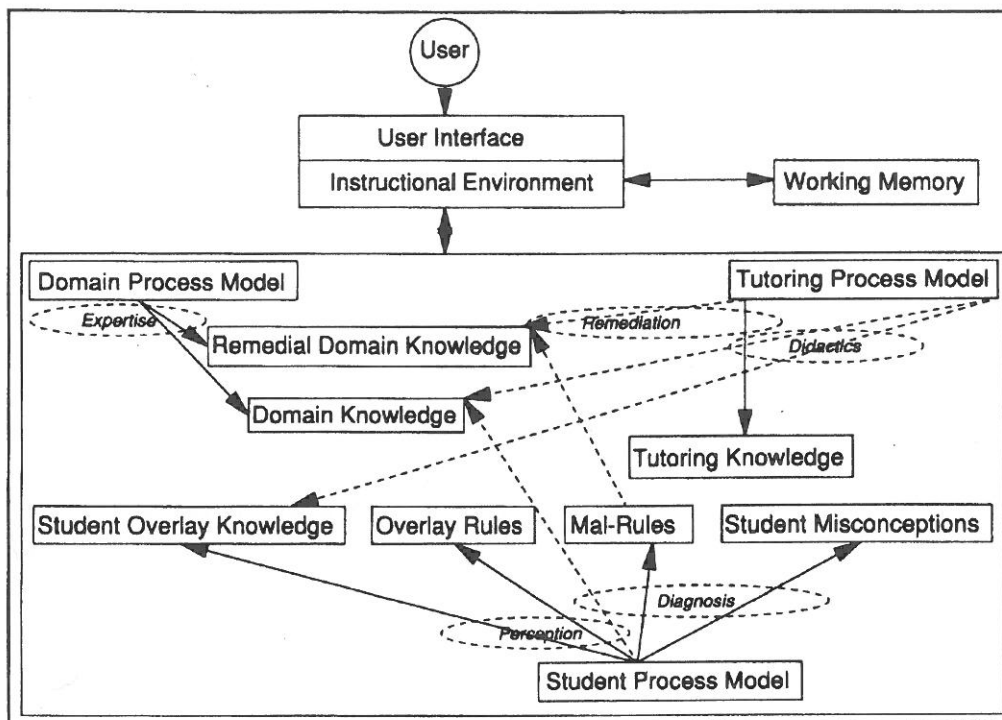 User
User Interface
Instructional Environment
Working Memory
Domain Process Model
Tutoring Process Model
Expertise
Remediation
Remedial Domain Knowledge
Didactics
Domain Knowledge
Tutoring Knowledge
Student Overlay Knowledge
Overlay Rules
Mal-Rules
Student Misconceptions
Diagnosis
Perception
Student Process Model